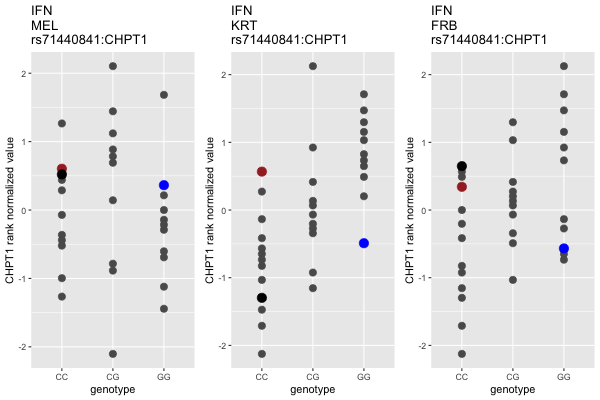 IFN
MEL
rs71440841:CHPT1
CHPT1 rank normalized value
2
1
0
-1
-2
CC
CG
GG
genotype
IFN
KRT
rs71440841:CHPT1
CHPT1 rank normalized value
2
1
0
-1
-2
CC
CG
GG
genotype
IFN
FRB
rs71440841:CHPT1
CHPT1 rank normalized value
2
1
0
-1
-2
CC
CG
GG
genotype